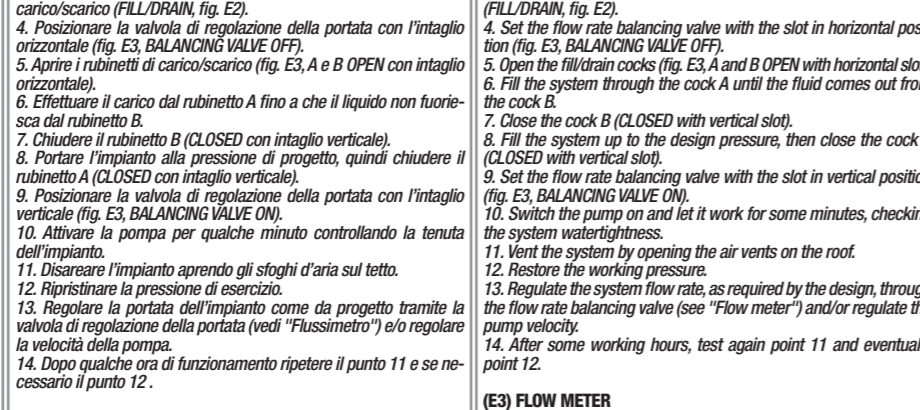 carico/scarico (FILL/DRAIN, fig. E2).
4. Posizionare la valvola di regolazione della portata con l'intaglio
orizzontale (fig. E3, BALANCING VALVE OFF).
5. Aprire i rubinetti di carico/scarico (fig. E3, A e B OPEN con intaglio
orizzontale).
6. Effettuare il carico dal rubinetto A fino a che il liquido non fuorie-
sca dal rubinetto B.
7. Chiudere il rubinetto B (CLOSED con intaglio verticale).
8. Portare l'impianto alla pressione di progetto, quindi chiudere il
rubinetto A (CLOSED con intaglio verticale).
9. Posizionare la valvola di regolazione della portata con l'intaglio
verticale (fig. E3, BALANCING VALVE ON).
10. Attivare la pompa per qualche minuto controllando la tenuta
dell'impianto.
11. Disareare l'impianto aprendo gli sfoghi d'aria sul tetto.
12. Ripristinare la pressione di esercizio.
13. Regolare la portata dell'impianto come da progetto tramite la
valvola di regolazione della portata (vedi "Flussimetro") e/o regolare
la velocità della pompa.
14. Dopo qualche ora di funzionamento ripetere il punto 11 e se ne-
cessario il punto 12 .
(FILL/DRAIN, fig. E2).
4. Set the flow rate balancing valve with the slot in horizontal posi
tion (fig. E3, BALANCING VALVE OFF).
5. Open the fill/drain cocks (fig. E3, A and B OPEN with horizontal slot
6. Fill the system through the cock A until the fluid comes out from
the cock B.
7. Close the cock B (CLOSED with vertical slot).
8. Fill the system up to the design pressure, then close the cock
(CLOSED with vertical slot).
9. Set the flow rate balancing valve with the slot in vertical position
(fig. E3, BALANCING VALVE ON).
10. Switch the pump on and let it work for some minutes, checkin
the system watertightness.
11. Vent the system by opening the air vents on the roof.
12. Restore the working pressure.
13. Regulate the system flow rate, as required by the design, throug
the flow rate balancing valve (see "Flow meter") and/or regulate th
pump velocity.
14. After some working hours, test again point 11 and eventual
point 12.
(E3) FLOW METER